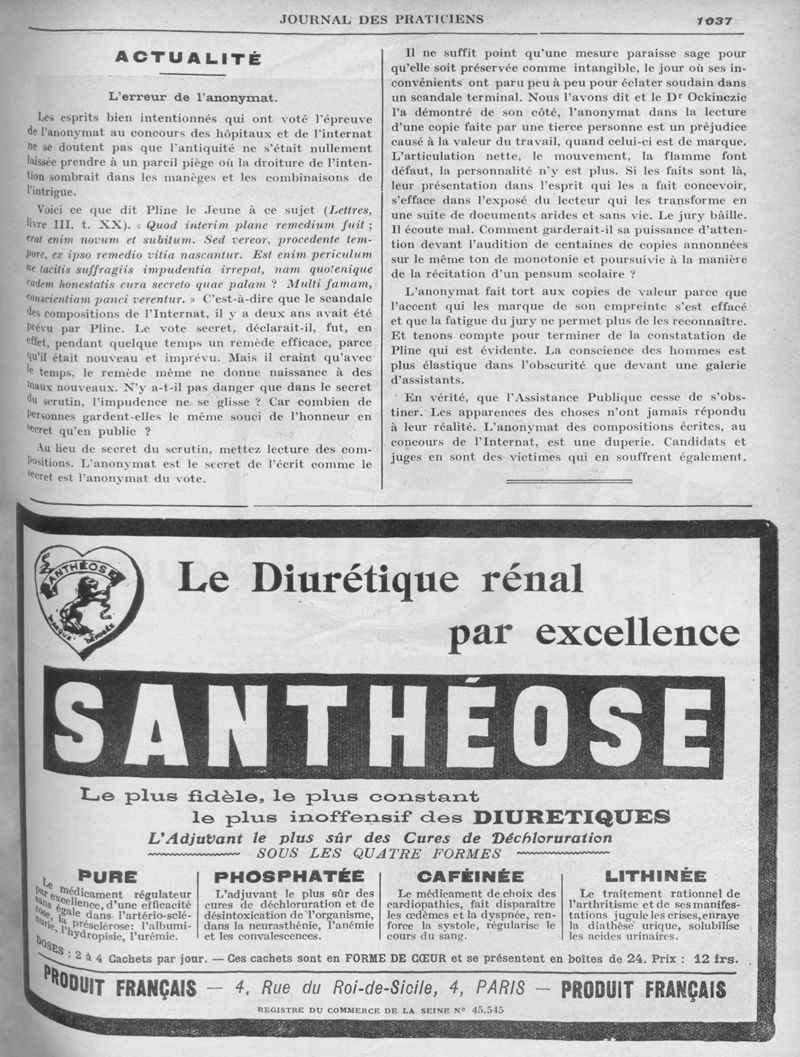 JOURNAL DES PRATICIENS
1037
ACTUALITÉ
L'erreur de l'anonymat.
Les esprits bien intentionnés qui ont voté l'épreuve
de l'anonymat au concours des hôpitaux et de l'internat
ne se doutent pas que l'antiquité ne s'était nullement
laissée prendre à un pareil piège où la droiture de l'inten-
tion sombrait dans les manèges et les combinaisons de
l'intrigue.
Voici ce que dit Pline le Jeune à ce sujet (Lettres,
livre III, t. XX). « Quod interim plane remedium fuit ;
erat enim novum et subitum. Sed vereor, procedente tem-
pore, ex ipso remedio vitia nascantur. Est enim periculum
ne tacitis suffragiis impudentia irrepat, nam quotenique
eadem honestatis cura secreto quae palam ? Multi famam,
conscientiam panci verentur. » C'est-à-dire que le scandale
des compositions de l'Internat, il y a deux ans avait été
prévu par Pline. Le vote secret, déclarait-il, fut, en
effet, pendant quelque temps un remède efficace, parce
qu'il était nouveau et imprévu. Mais il craint qu'avec
le temps, le remède même ne donne naissance à des
maux nouveaux. N'y a-t-il pas danger que dans le secret
du scrutin, l'impudence ne se glisse ? Car combien de
personnes gardent-elles le même souci de l'honneur en
secret qu'en public ?
Au lieu de secret du scrutin, mettez lecture des com-
positions. L'anonymat est le secret de l'écrit comme le
secret est l'anonymat du vote.
Il ne suffit point qu'une mesure paraisse sage pour
qu'elle soit préservée comme intangible, le jour où ses in-
convénients ont paru peu à peu pour éclater soudain dans
un scandale terminal. Nous l'avons dit et le Dr Ockinczic
l'a démontré de son côté, l'anonymat dans la lecture
d'une copie faite par une tierce personne est un préjudice
causé à la valeur du travail, quand celui-ci est de marque.
L'articulation nette, le mouvement, la flamme font
défaut, la personnalité n'y est plus. Si les faits sont là,
leur présentation dans l'esprit qui les a fait concevoir,
s'efface dans l'exposé du lecteur qui les transforme en
une suite de documents arides et sans vie. Le jury bâille.
Il écoute mal. Comment garderait-il sa puissance d'atten-
tion devant l'audition de centaines de copies annonnées
sur le même ton de monotonie et poursuivie à la manière
de la récitation d'un pensum scolaire ?
L'anonymat fait tort aux copies de valeur parce que
l'accent qui les marque de son empreinte s'est effacé
et que la fatigue du jury ne permet plus de les reconnaître.
Et tenons compte pour terminer de la constatation de
Pline qui est évidente. La conscience des hommes est
plus élastique dans l'obscurité que devant une galerie
d'assistants.
En vérité, que l'Assistance Publique cesse de s'obs-
tiner. Les apparences des choses n'ont jamais répondu
à leur réalité. L'anonymat des compositions écrites, au
concours de l'Internat, est une duperie. Candidats et
juges en sont des victimes qui en souffrent également.
SANTHÉOSE
MARQUE DÉPOSÉE
Le Diurétique rénal
par excellence
SANTHÉOSE
Le plus fidèle, le plus constant
le plus inoffensif des DIURETIQUES
L'Adjuvant le plus sûr des Cures de Déchloruration
SOUS LES QUATRE FORMES
PURE
Le médicament régulateur
par excellence, d'une efficacité
sans égale dans l'artério-sclé-
rose, la présclérose: l'albumi-
nurie, l'hydropisie, l'urémie.
PHOSPHATÉE
L'adjuvant le plus sûr des
cures de déchloruration et de
désintoxication de l'organisme,
dans la neurasthénie, l'anémie
et les convalescences.
CAFÉINÉE
Le médicament de choix des
cardiopathies, fait disparaître
les œdèmes et la dyspnée, ren-
force la systole, régularise le
cours du sang.
LITHINÉE
Le traitement rationnel de
l'arthritisme et de ses manifes-
tations jugule les crises, enraye
la diathèse urique, solubilise
les acides urinaires.
DOSES : 2 à 4 Cachets par jour. — Ces cachets sont en FORME DE CŒUR et se présentent en boîtes de 24. Prix : 12 frs.
PRODUIT FRANÇAIS — 4, Rue du Roi-de-Sicile, 4, PARIS — PRODUIT FRANÇAIS
REGISTRE DU COMMERCE DE LA SEINE N° 45.545